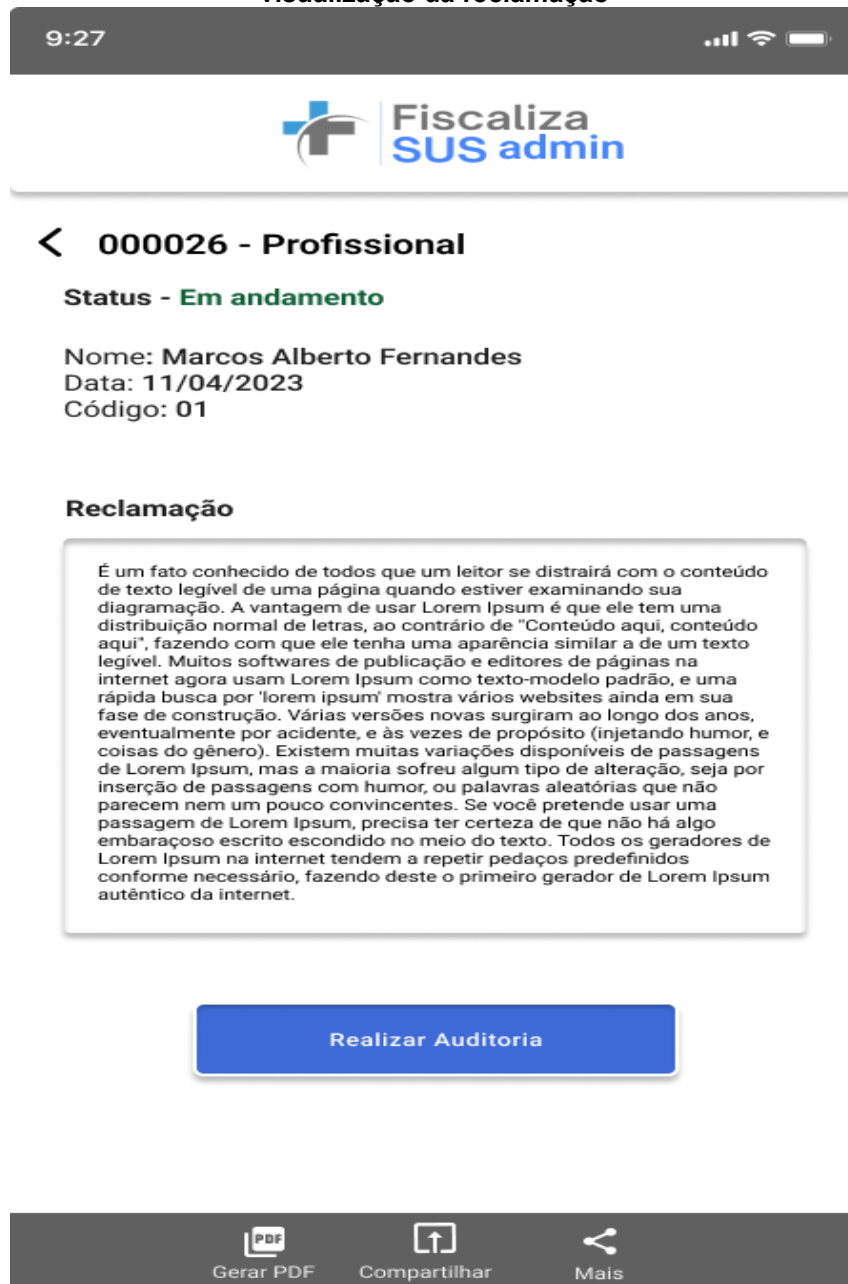 Visualização da reclamação
9:27
Fiscaliza
SUS admin
000026 - Profissional
Status - Em andamento
Nome: Marcos Alberto Fernandes
Data: 11/04/2023
Código: 01
Reclamação
É um fato conhecido de todos que um leitor se distrairá com o conteúdo
de texto legível de uma página quando estiver examinando sua
diagramação. A vantagem de usar Lorem Ipsum é que ele tem uma
distribuição normal de letras, ao contrário de "Conteúdo aqui, conteúdo
aqui", fazendo com que ele tenha uma aparência similar a de um texto
legível. Muitos softwares de publicação e editores de páginas na
internet agora usam Lorem Ipsum como texto-modelo padrão, e uma
rápida busca por 'lorem ipsum' mostra vários websites ainda em sua
fase de construção. Várias versões novas surgiram ao longo dos anos,
eventualmente por acidente, e às vezes de propósito (injetando humor, e
coisas do gênero). Existem muitas variações disponíveis de passagens
de Lorem Ipsum, mas a maioria sofreu algum tipo de alteração, seja por
inserção de passagens com humor, ou palavras aleatórias que não
parecem nem um pouco convincentes. Se você pretende usar uma
passagem de Lorem Ipsum, precisa ter certeza de que não há algo
embaraçoso escrito escondido no meio do texto. Todos os geradores de
Lorem Ipsum na internet tendem a repetir pedaços predefinidos
conforme necessário, fazendo deste o primeiro gerador de Lorem Ipsum
autêntico da internet.
Realizar Auditoria
PDF
Gerar PDF Compartilhar Mais